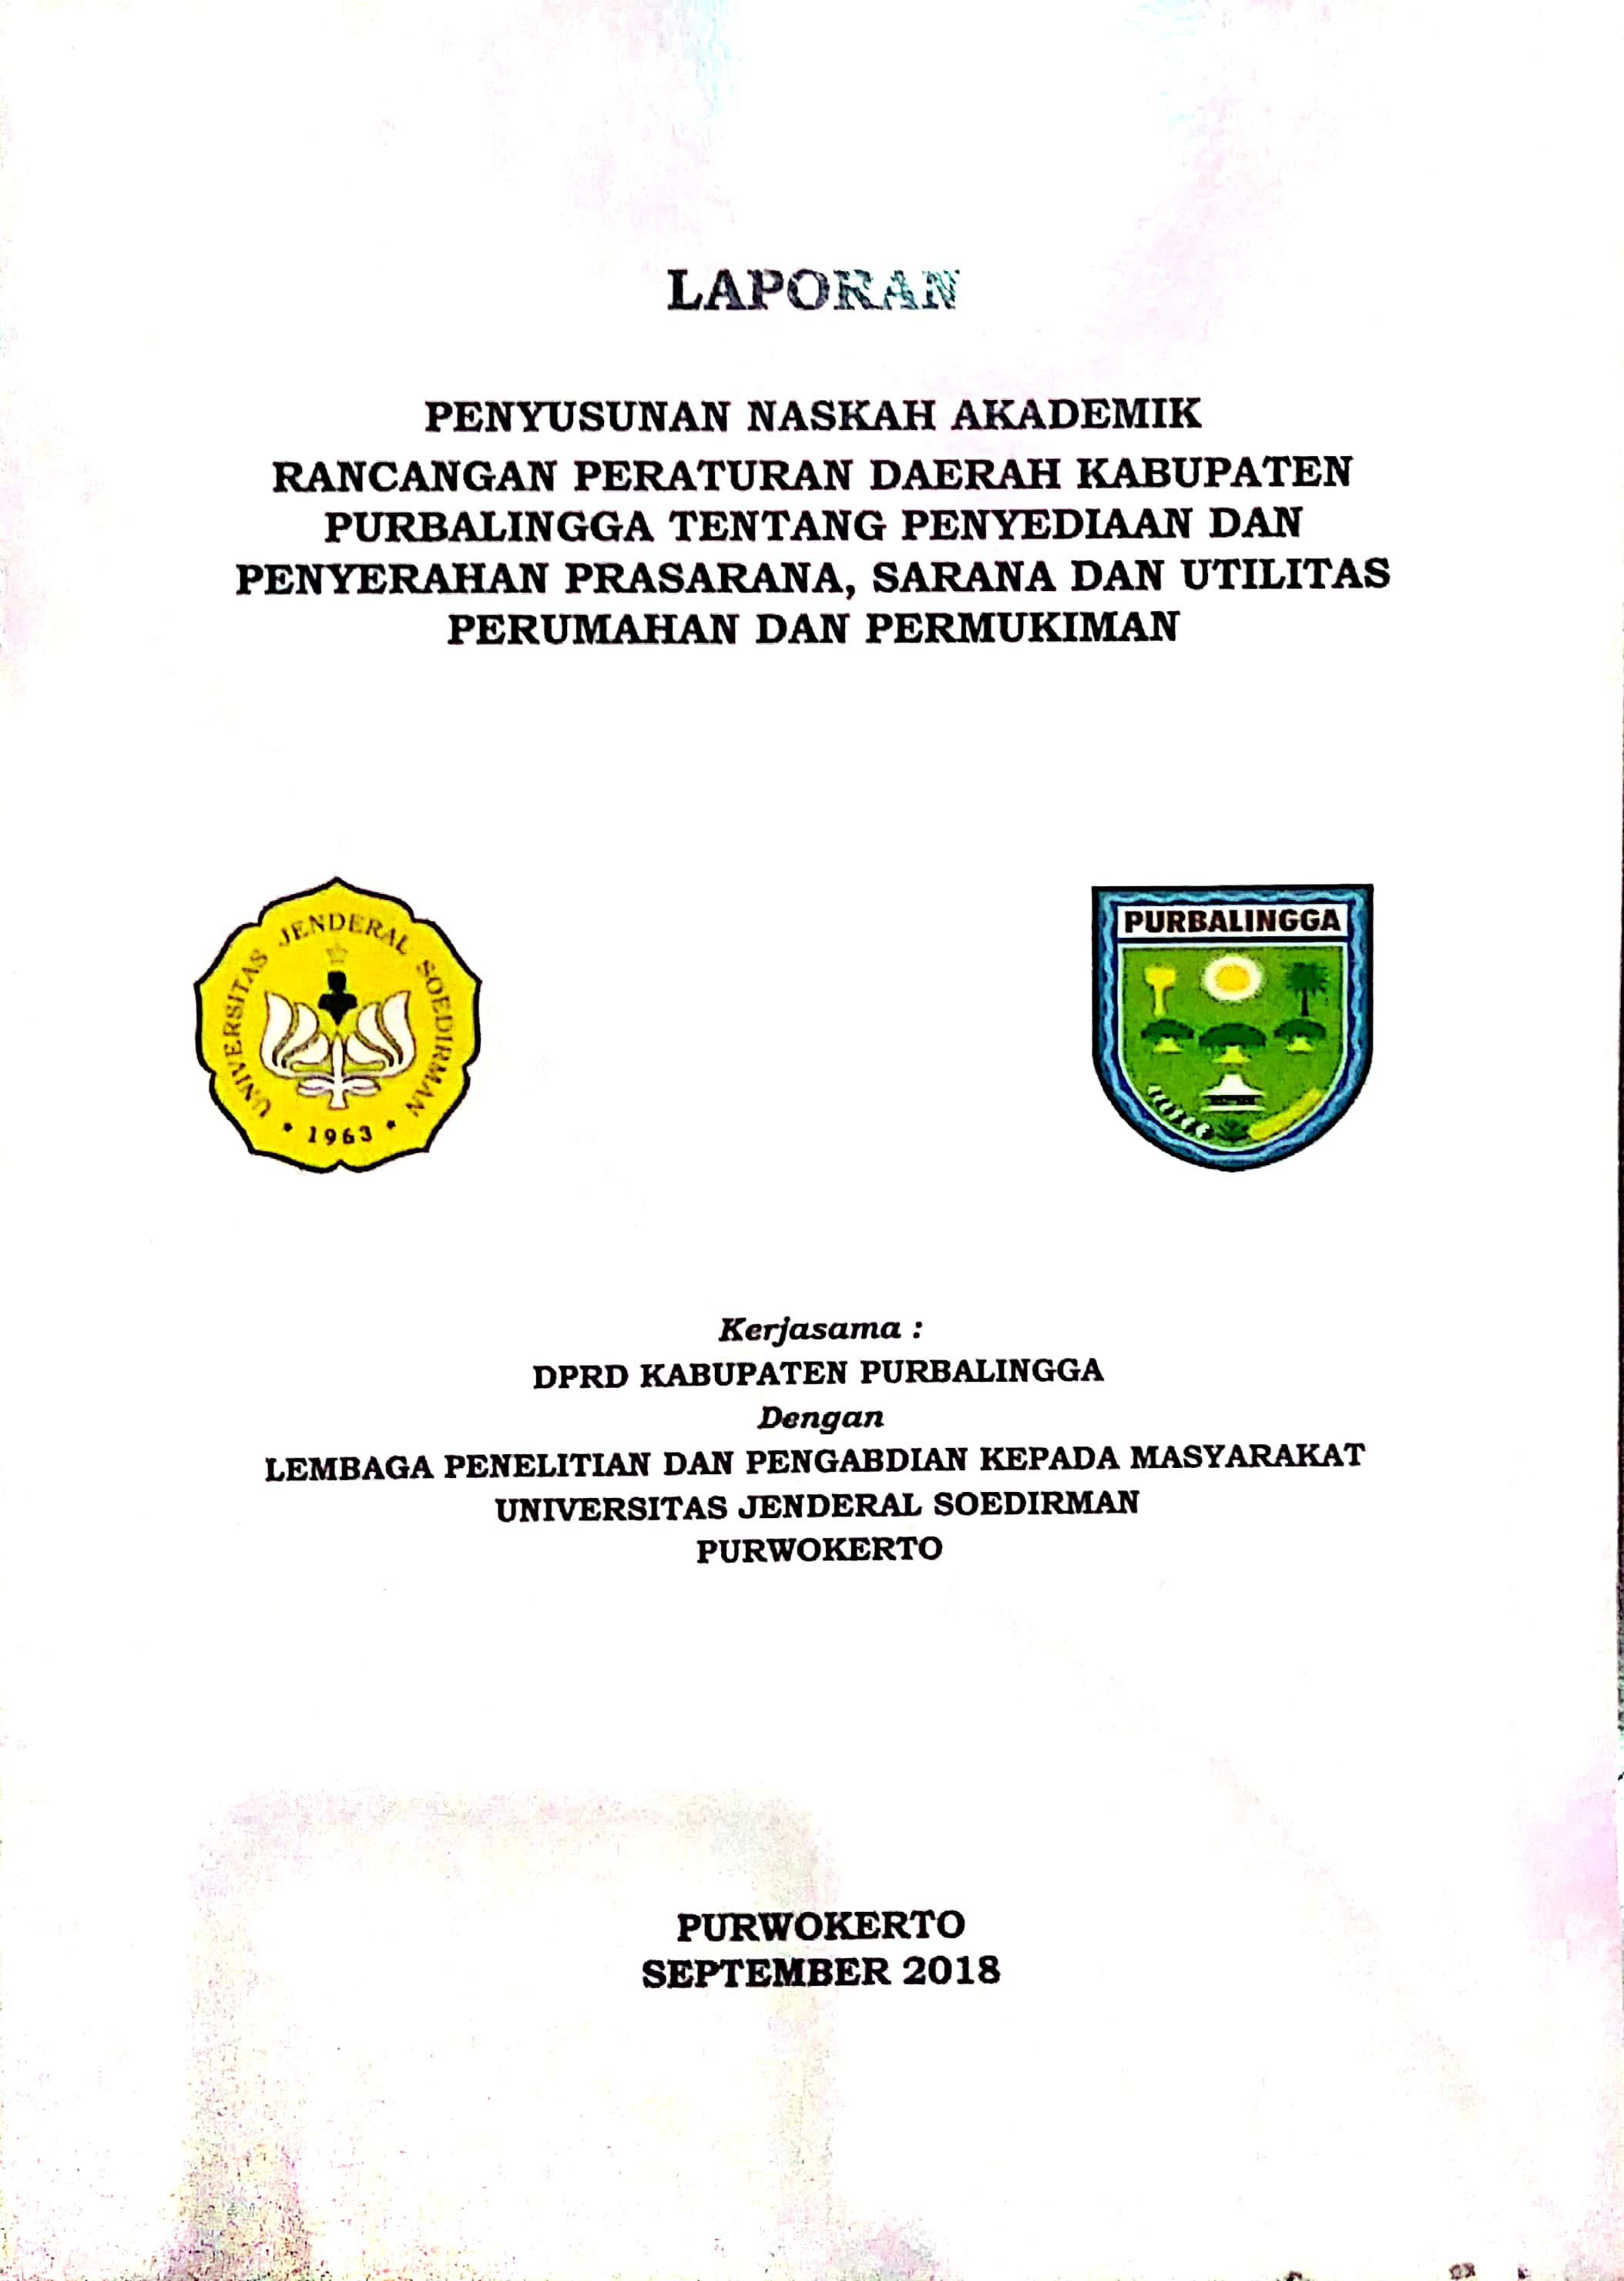 LAPORAN
PENYUSUNAN NASKAH AKADEMIK
RANCANGAN PERATURAN DAERAH KABUPATEN
PURBALINGGA TENTANG PENYEDIAAN DAN
PENYERAHAN PRASARANA, SARANA DAN UTILITAS
PERUMAHAN DAN PERMUKIMAN
UNIVERSITAS JENDERAL SOEDIRMAN
* 1963 *
PURBALINGGA
Kerjasama :
DPRD KABUPATEN PURBALINGGA
Dengan
LEMBAGA PENELITIAN DAN PENGABDIAN KEPADA MASYARAKAT
UNIVERSITAS JENDERAL SOEDIRMAN
PURWOKERTO
PURWOKERTO
SEPTEMBER 2018